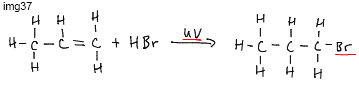 img37
H H H
H-C-C=C + HBr UV H-C-C-C-Br
H H H H H
H H H